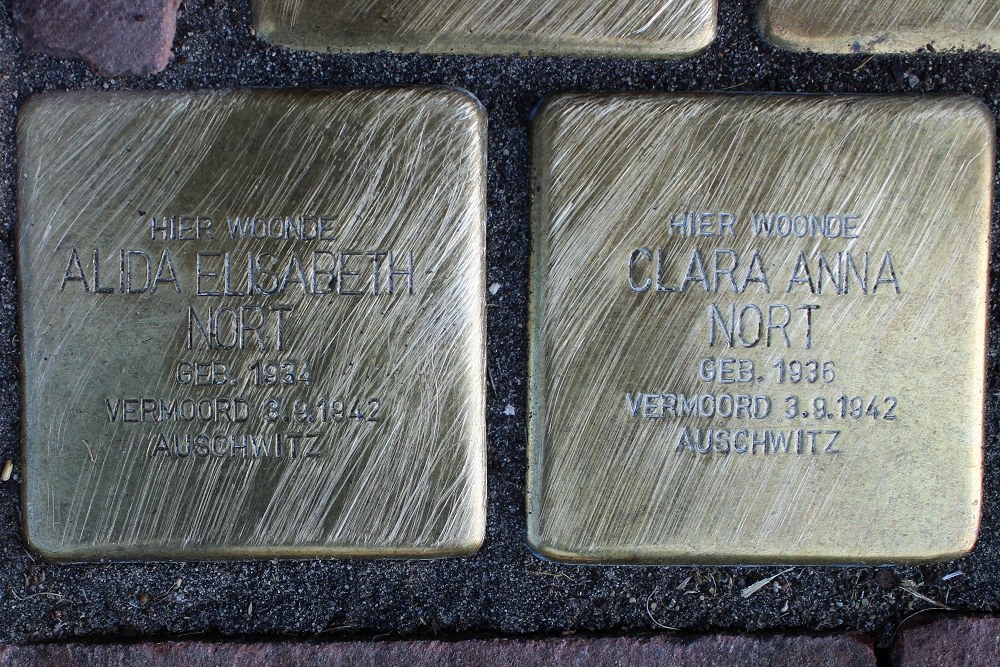 HIER WOONDE
ALIDA ELISABETH
NORT
GEB. 1934
VERMOORD 3.9.1942
AUSCHWITZ
HIER WOONDE
CLARA ANNA
NORT
GEB. 1936
VERMOORD 3.9.1942
AUSCHWITZ